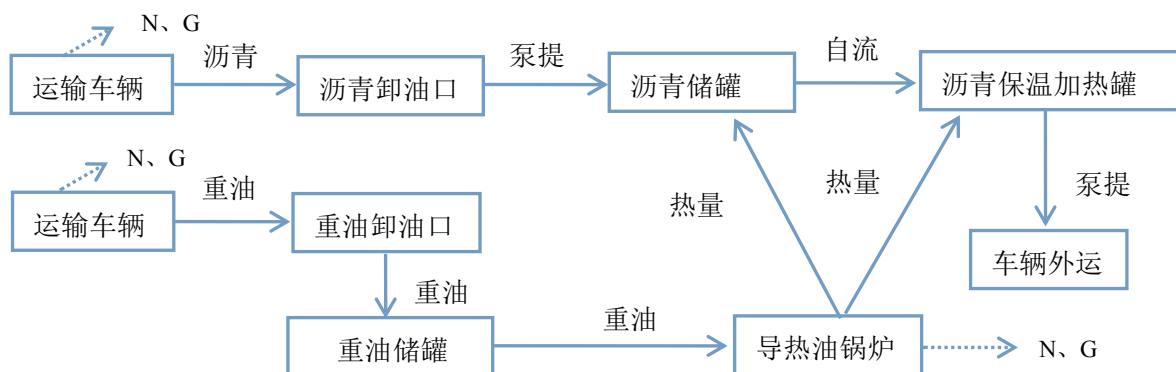 N、G
沥青
泵提
自流
运输车辆
沥青卸油口
沥青储罐
沥青保温加热罐
N、G
重油
热量
热量
泵提
运输车辆
重油卸油口
车辆外运
重油
重油
重油储罐
导热油锅炉
N、G